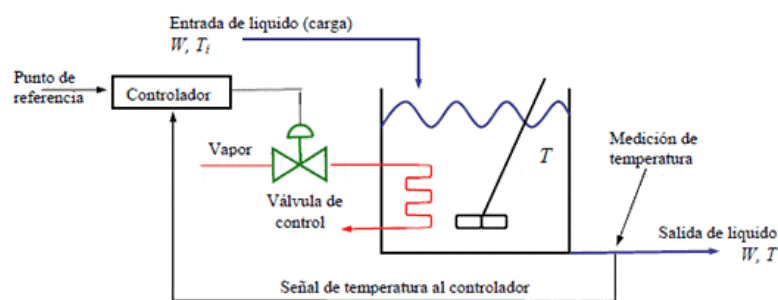 Entrada de liquido (carga)
W, Ti
Punto de
referencia
Controlador
Medición de
temperatura
Vapor
T
Válvula de
control
Salida de liquido
W, T
Señal de temperatura al controlador